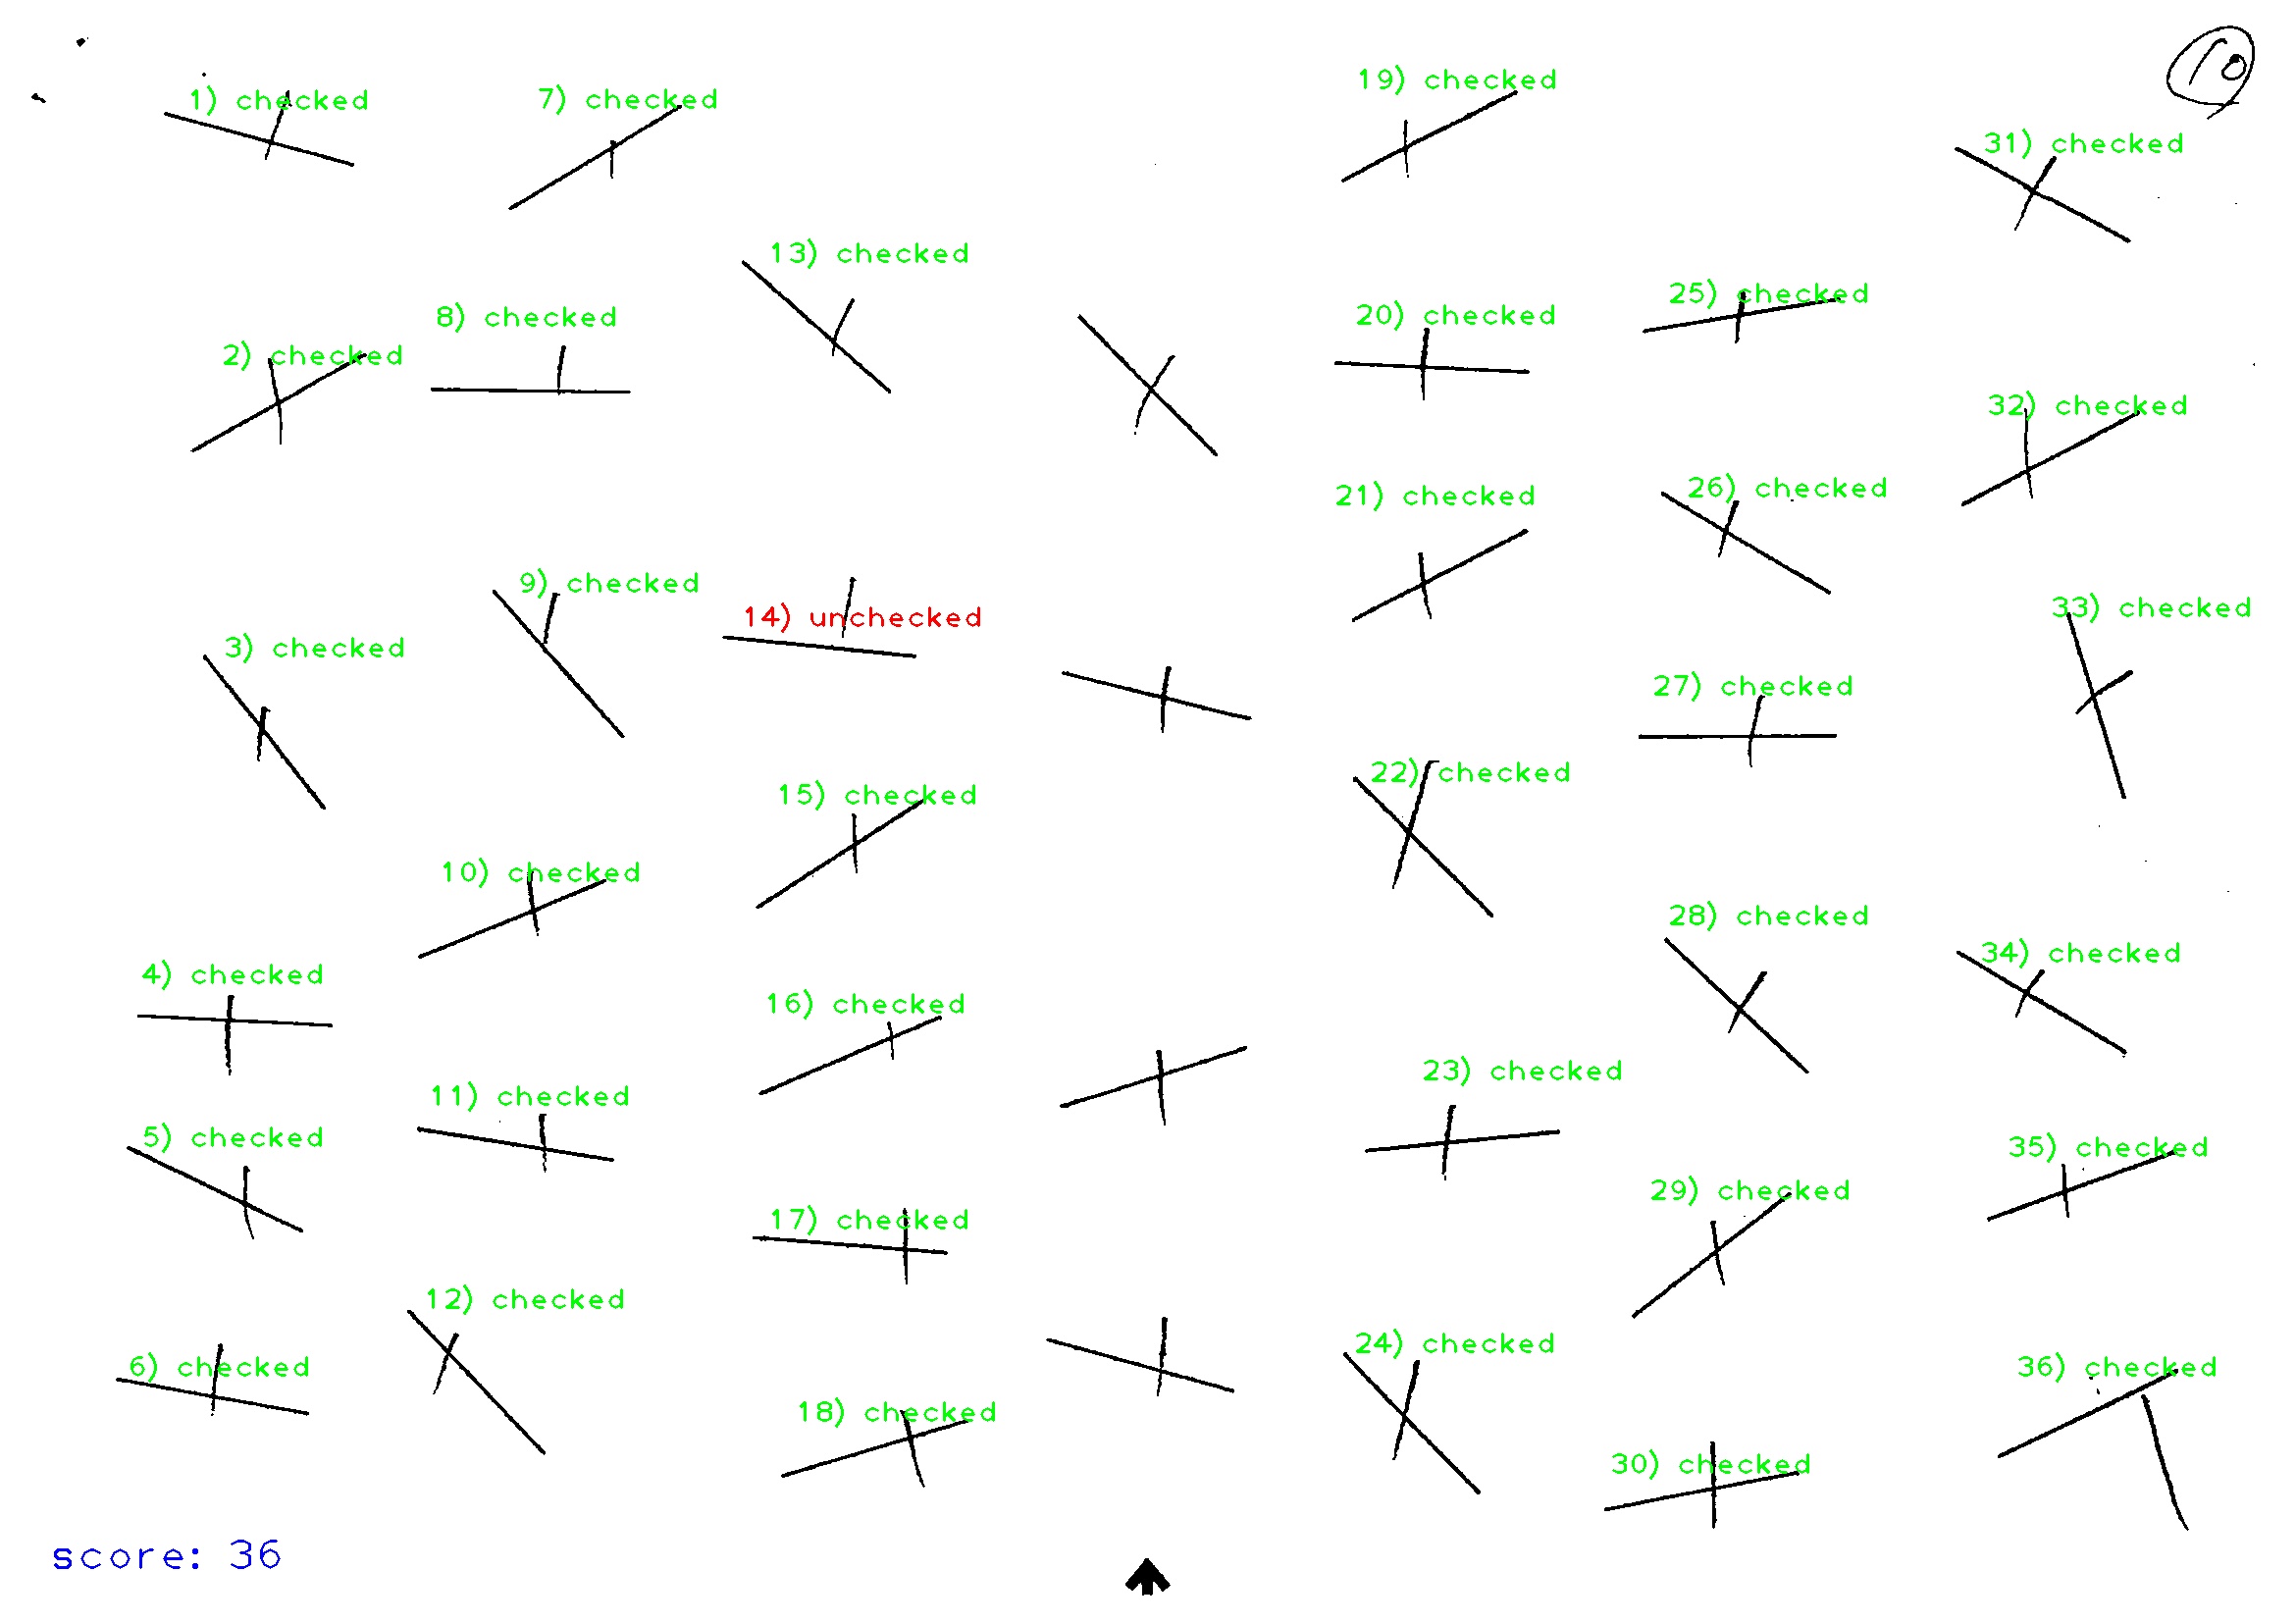 10
1) checked
7) checked
19) checked
31) checked
13) checked
25) checked
8) checked
20) checked
2) checked
32) checked
26) checked
21) checked
9) checked
33) checked
14) unchecked
3) checked
27) checked
22) checked
15) checked
10) checked
28) checked
34) checked
4) checked
16) checked
23) checked
11) checked
5) checked
35) checked
29) checked
17) checked
12) checked
24) checked
6) checked
36) checked
18) checked
30) checked
score: 36